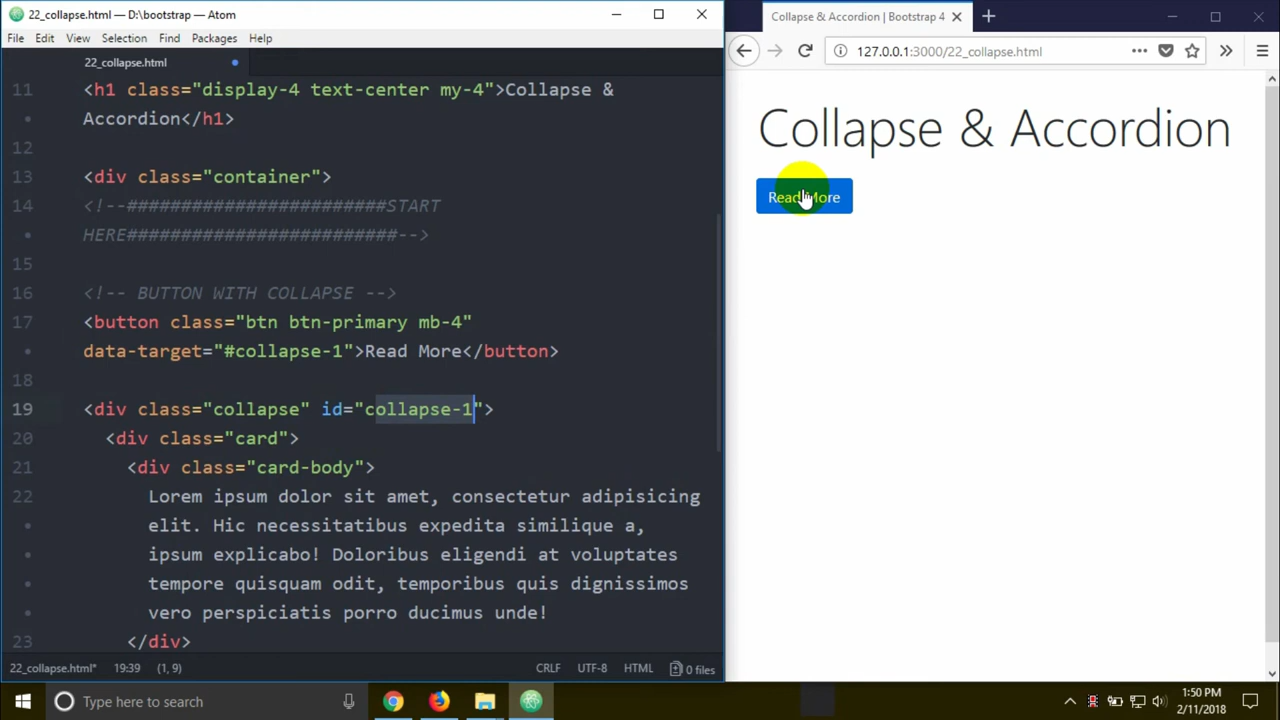 22_collapse.html — D:\bootstrap — Atom
File Edit View Selection Find Packages Help
22_collapse.html
11 <h1 class="display-4 text-center my-4">Collapse &
Accordion</h1>
12
13 <div class="container">
14 <!--########################START
HERE#########################-->
15
16 <!-- BUTTON WITH COLLAPSE -->
17 <button class="btn btn-primary mb-4"
data-target="#collapse-1">Read More</button>
18
19 <div class="collapse" id="collapse-1">
20 <div class="card">
21 <div class="card-body">
22 Lorem ipsum dolor sit amet, consectetur adipisicing
elit. Hic necessitatibus expedita similique a,
ipsum explicabo! Doloribus eligendi at voluptates
tempore quisquam odit, temporibus quis dignissimos
vero perspiciatis porro ducimus unde!
23 </div>
22_collapse.html* 19:39 (1, 9) CRLF UTF-8 HTML 0 files
Collapse & Accordion | Bootstrap 4
127.0.0.1:3000/22_collapse.html
Collapse & Accordion
Read More
Type here to search
1:50 PM
2/11/2018